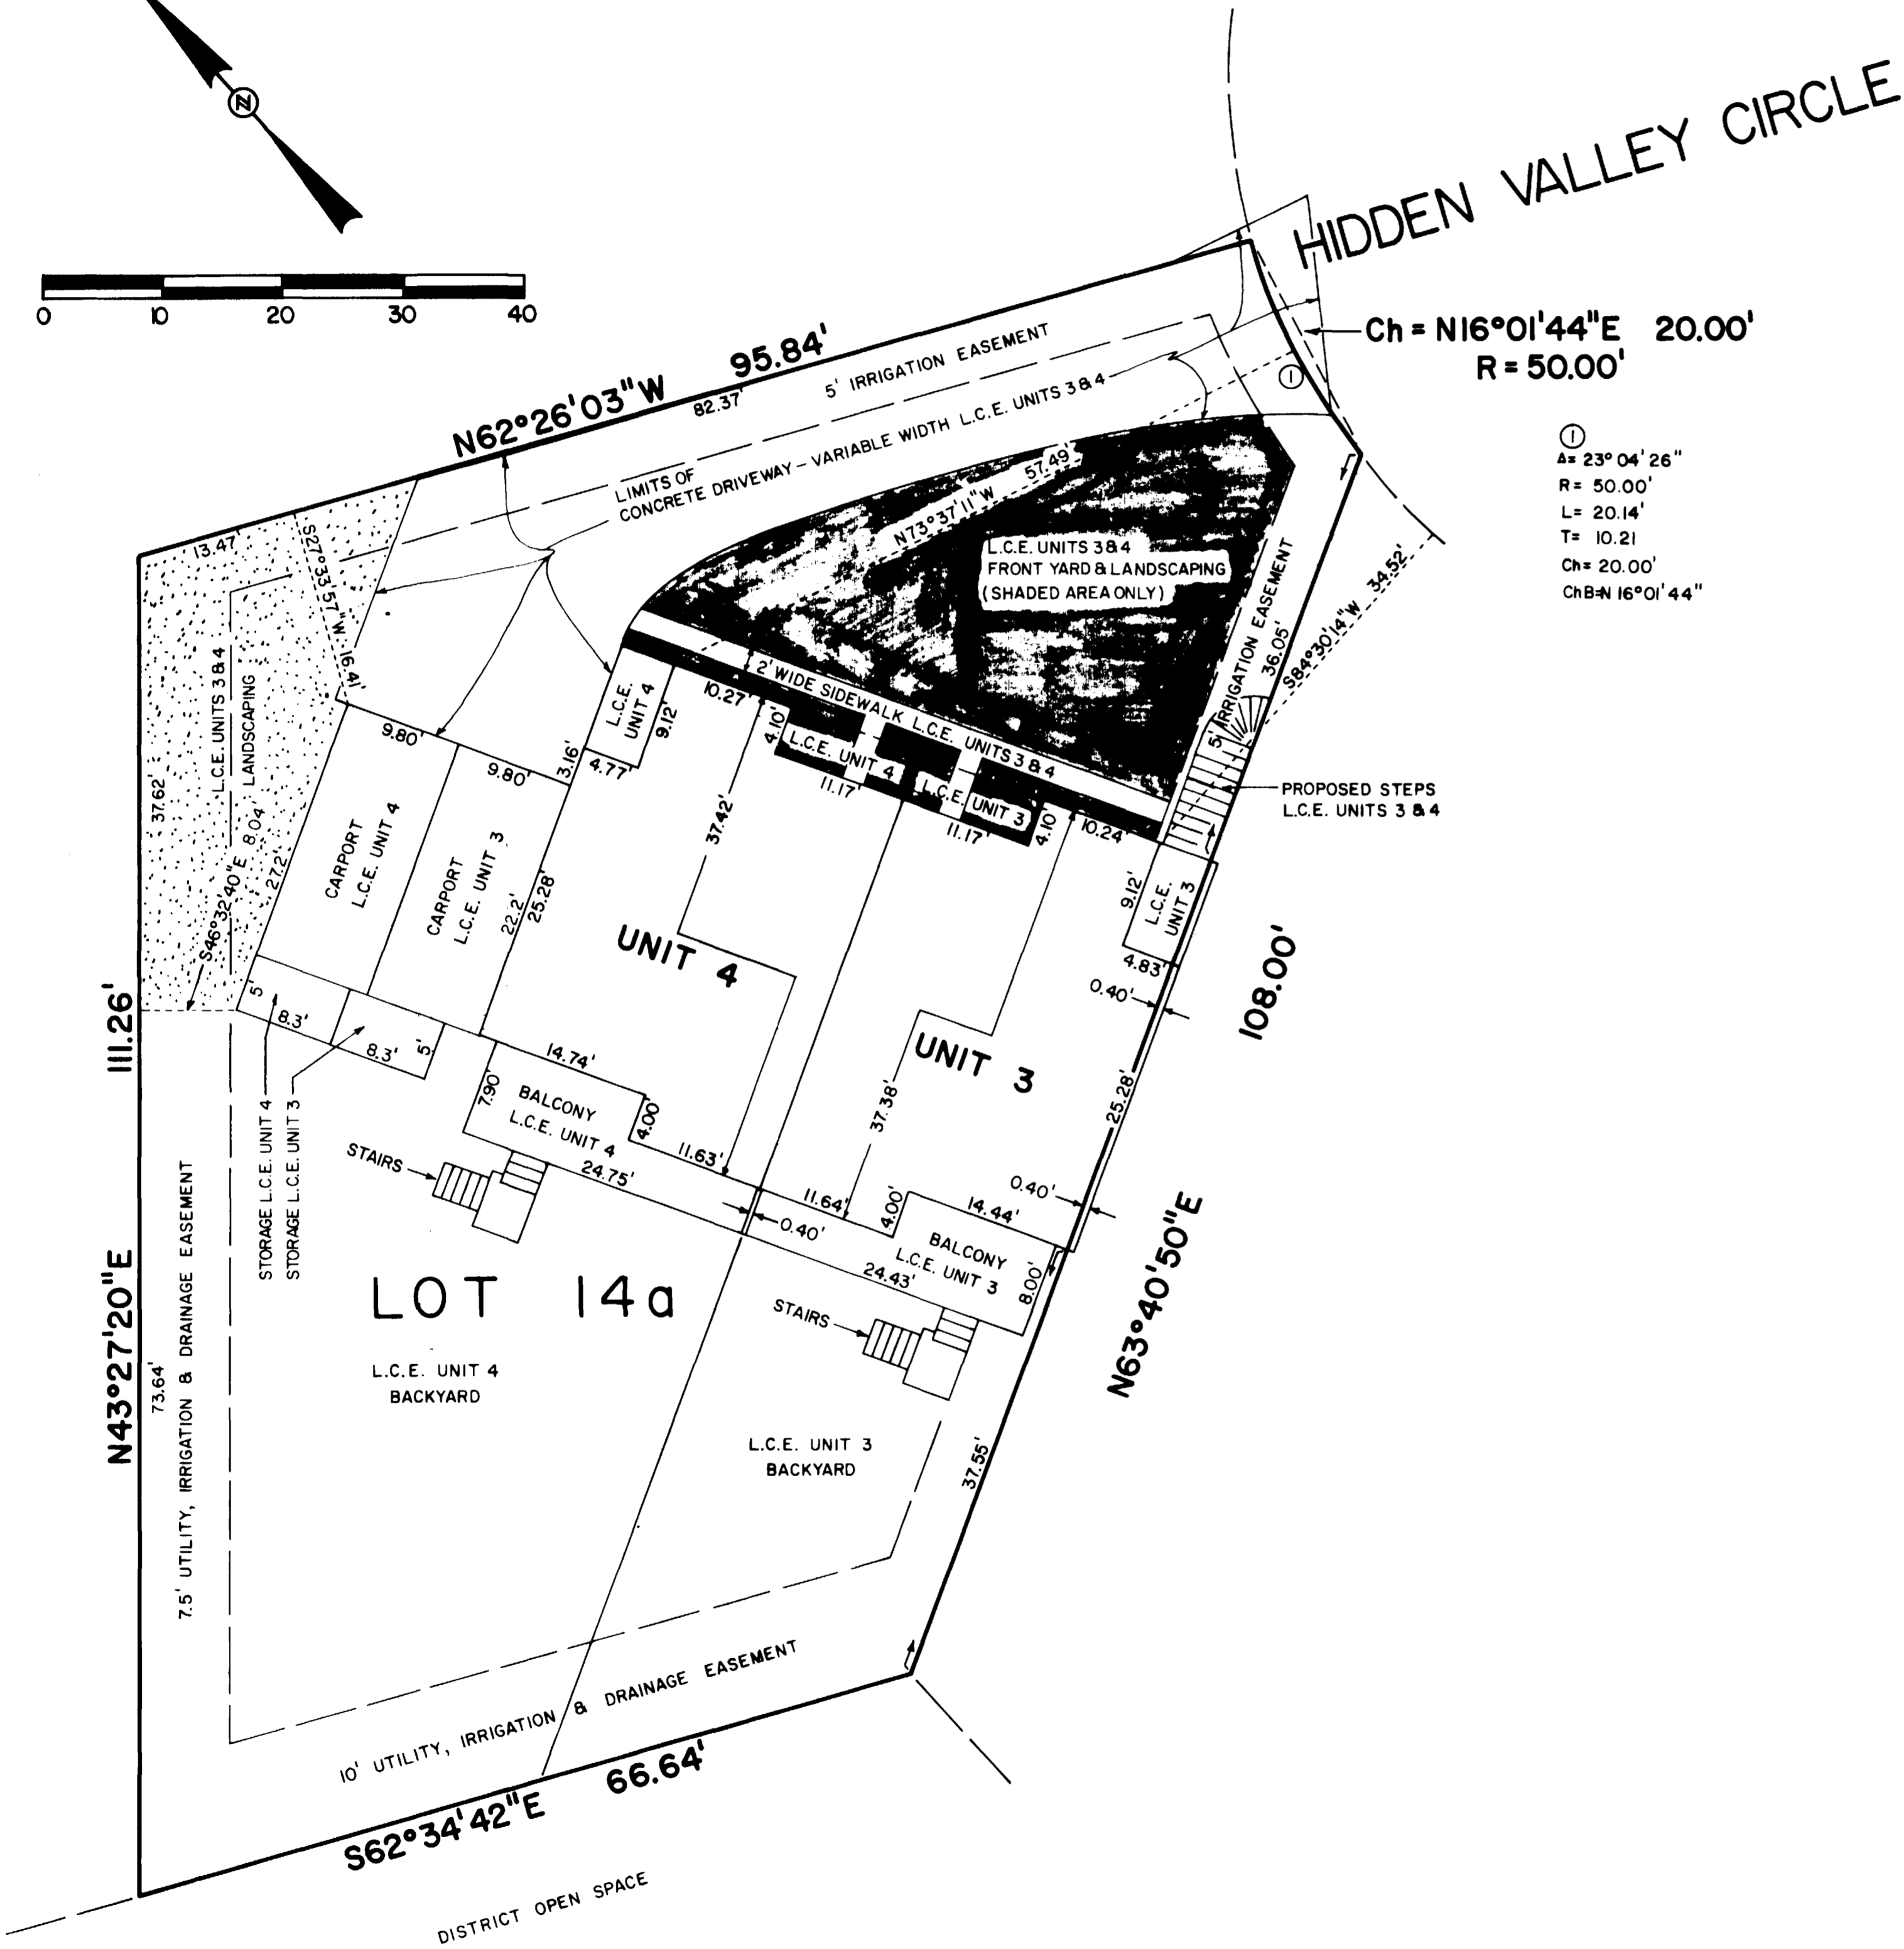 N
0 10 20 30 40
HIDDEN VALLEY CIRCLE
Ch = N16°01'44"E 20.00'
R = 50.00'
1
1
Δ= 23° 04' 26"
R= 50.00'
L= 20.14'
T= 10.21
Ch= 20.00'
ChB=N 16°01'44"
N62°26'03"W 95.84'
82.37'
5' IRRIGATION EASEMENT
LIMITS OF
CONCRETE DRIVEWAY – VARIABLE WIDTH L.C.E. UNITS 3 & 4
N73°37'11"W 57.49'
L.C.E. UNITS 3 & 4
FRONT YARD & LANDSCAPING
(SHADED AREA ONLY)
13.47'
S27°33'57"W 16.41'
L.C.E. UNITS 3 & 4
LANDSCAPING
37.62'
S46°32'40"E 8.04'
27.2'
9.80'
9.80'
3.16'
4.77'
L.C.E.
UNIT 4
9.12'
10.27'
2' WIDE SIDEWALK L.C.E. UNITS 3 & 4
4.10'
L.C.E. UNIT 4
11.17'
L.C.E. UNIT 3
11.17'
4.10'
10.24'
5' IRRIGATION EASEMENT
36.05'
S84°30'14"W 34.52'
PROPOSED STEPS
L.C.E. UNITS 3 & 4
CARPORT
L.C.E. UNIT 4
CARPORT
L.C.E. UNIT 3
22.2'
25.28'
37.42'
UNIT 4
9.12'
L.C.E.
UNIT 3
4.83'
0.40'
108.00'
UNIT 3
37.38'
25.28'
5'
8.3'
8.3'
5'
14.74'
7.90'
BALCONY
L.C.E. UNIT 4
4.00'
11.63'
24.75'
STAIRS
STORAGE L.C.E. UNIT 4
STORAGE L.C.E. UNIT 3
0.40'
11.64'
4.00'
14.44'
0.40'
BALCONY
L.C.E. UNIT 3
8.00'
24.43'
STAIRS
N63°40'50"E
111.26'
N43°27'20"E
73.64'
7.5' UTILITY, IRRIGATION & DRAINAGE EASEMENT
LOT 14a
L.C.E. UNIT 4
BACKYARD
L.C.E. UNIT 3
BACKYARD
37.55'
10' UTILITY, IRRIGATION & DRAINAGE EASEMENT
S62°34'42"E 66.64'
DISTRICT OPEN SPACE